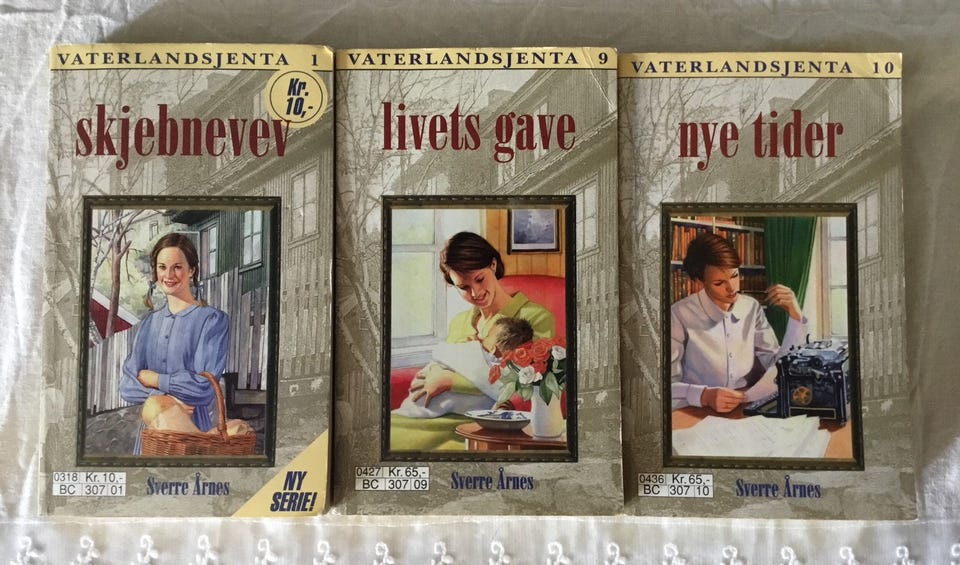 VATERLANDSJENTA 1
Kr.
10,-
skjebnevev
0318 Kr. 10,-
BC 307 01
Sverre Årnes
NY
SERIE!
VATERLANDSJENTA 9
livets gave
0427 Kr. 65,-
BC 307 09
Sverre Årnes
VATERLANDSJENTA 10
nye tider
0436 Kr. 65,-
BC 307 10
Sverre Årnes